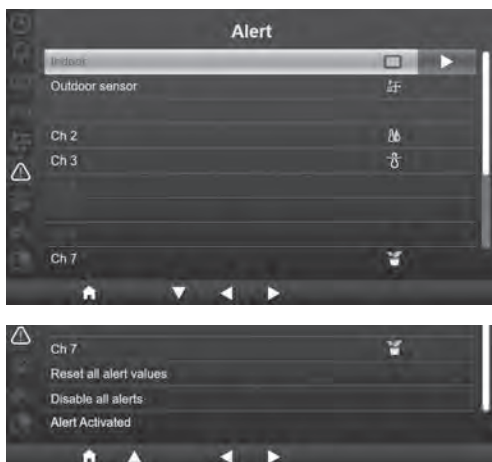 Alert
Indoor
Outdoor sensor
Ch 2
Ch 3
Ch 7
Ch 7
Reset all alert values
Disable all alerts
Alert Activated